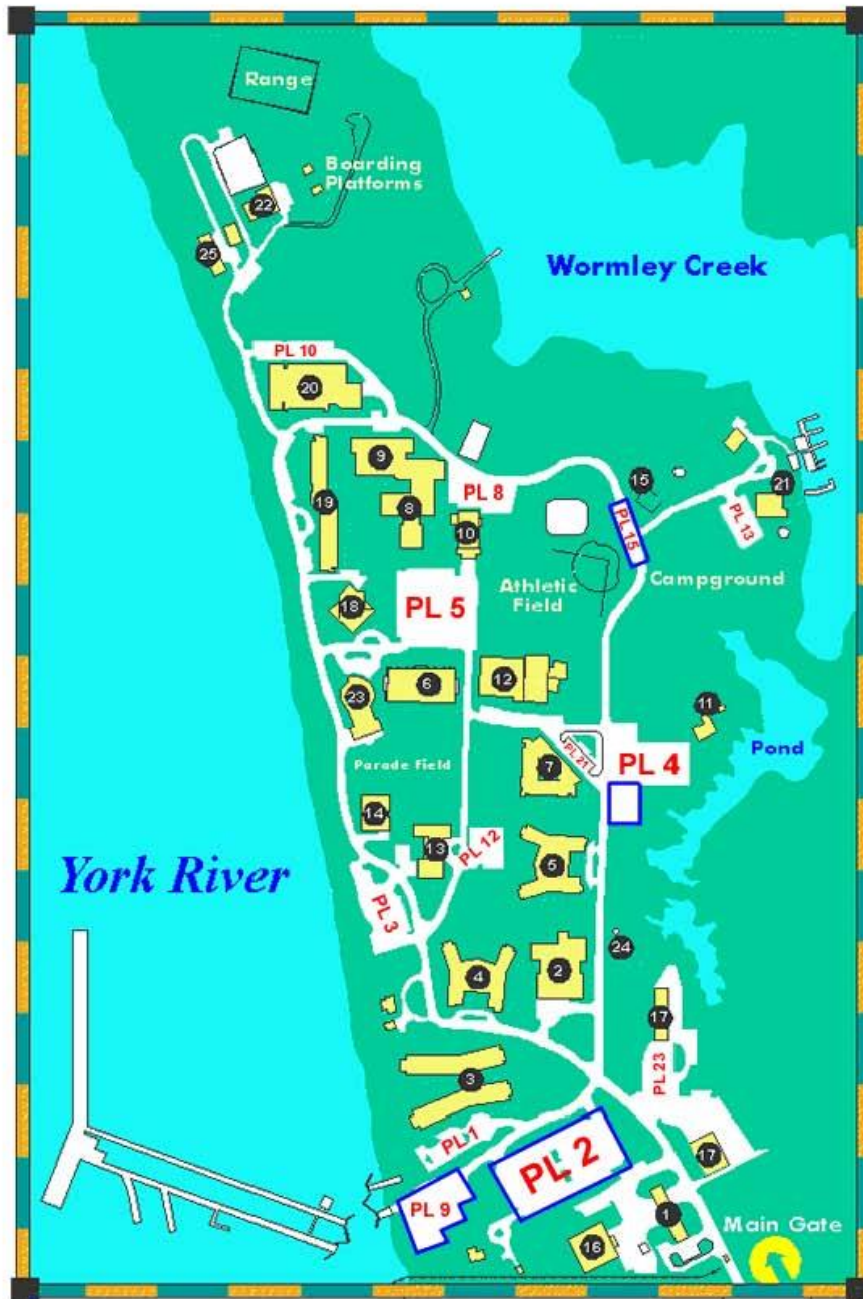 Range
Boarding
Platforms
22
25
Wormley Creek
PL 10
20
9
15
21
19
8
PL 8
PL 13
10
PL 15
Athletic
Field
Campground
18
PL 5
12
6
23
11
PL 21
Pond
7
PL 4
Parade Field
14
13
PL 12
5
York River
PL 3
24
4
2
17
3
PL 23
PL 1
PL 2
17
PL 9
1
Main Gate
16